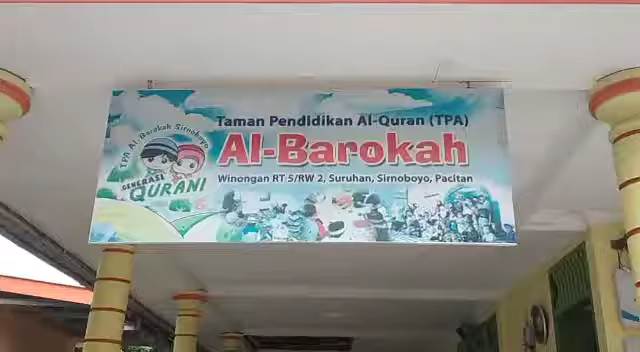 Taman Pendidikan Al-Quran (TPA)
Al-Barokah
Winongan RT 5/RW 2, Suruhan, Sirnoboyo, Pacitan
TPA Al Barokah Sirnoboyo
GENERASI
QURANI